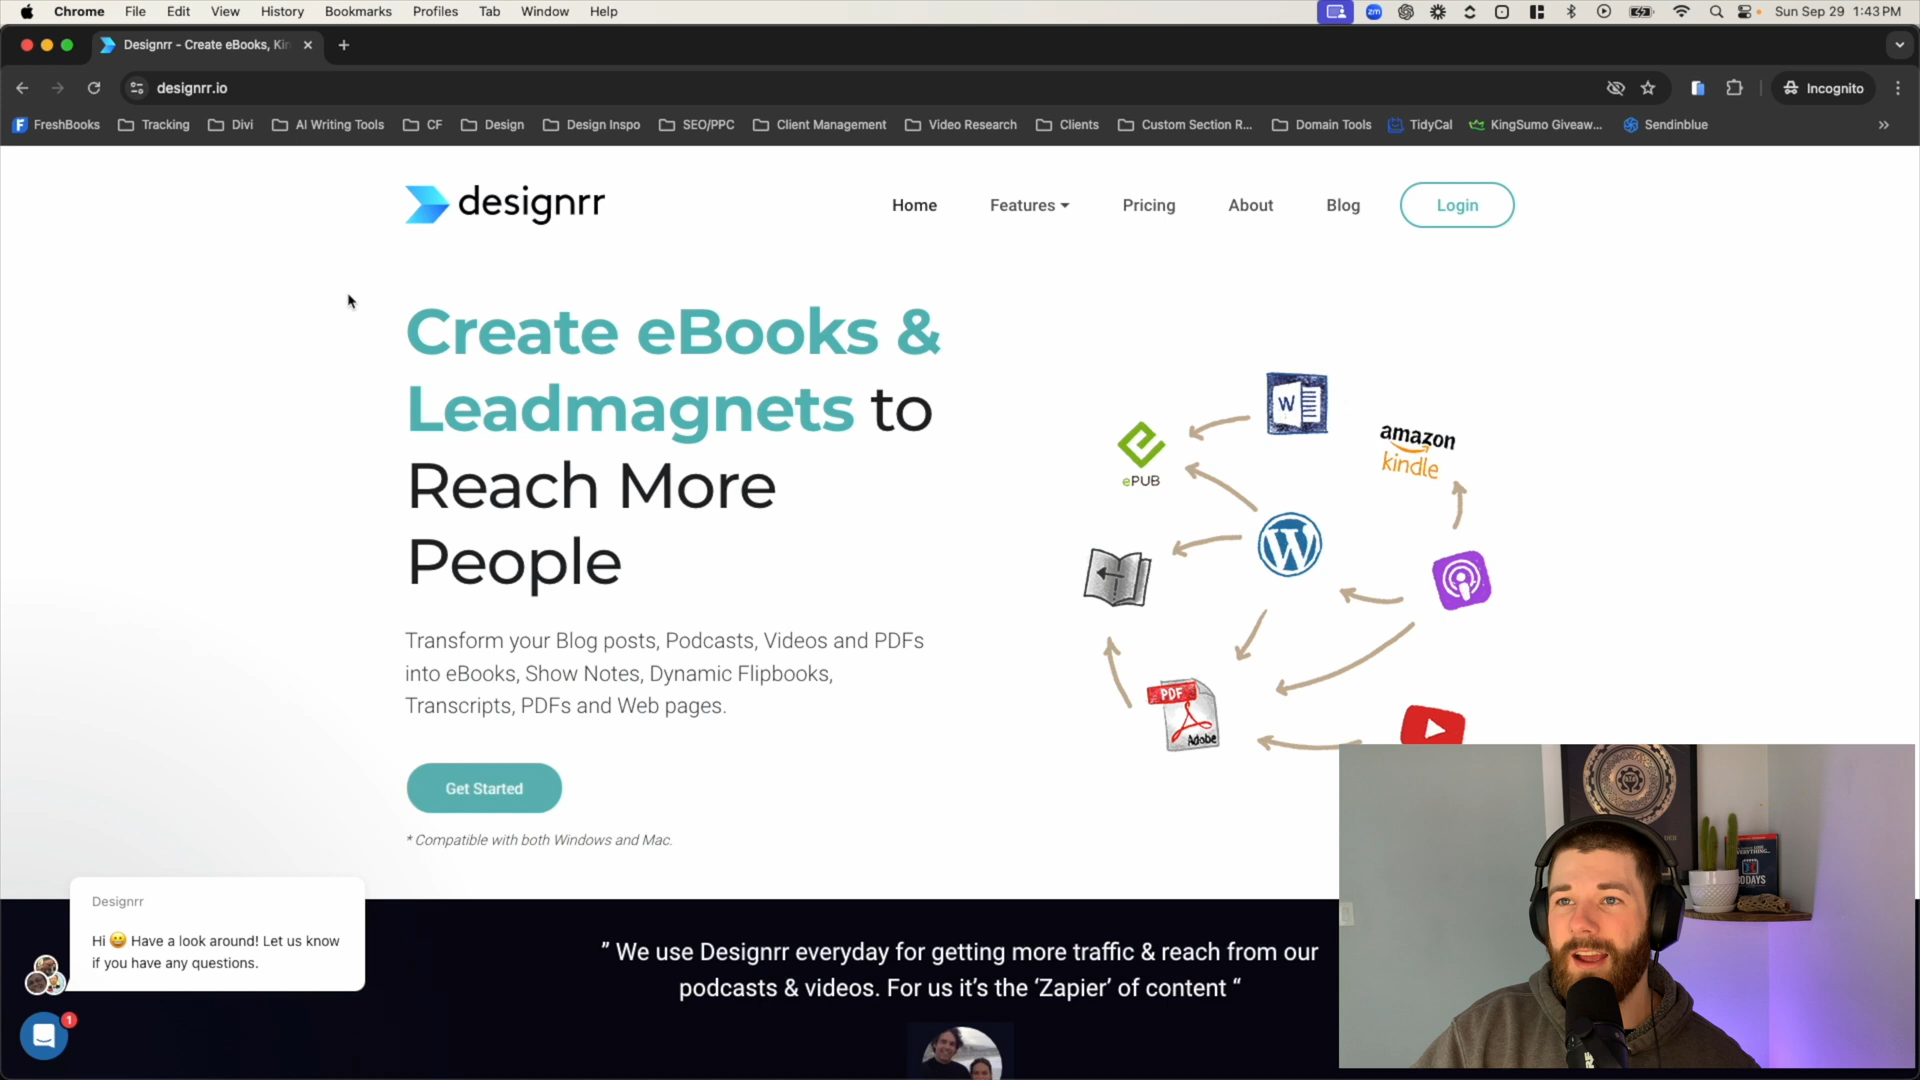 Chrome File Edit View History Bookmarks Profiles Tab Window Help
zm
Sun Sep 29 1:43 PM
Designrr - Create eBooks, Kin
designrr.io
Incognito
FreshBooks Tracking Divi AI Writing Tools CF Design Design Inspo SEO/PPC Client Management Video Research Clients Custom Section R... Domain Tools TidyCal KingSumo Giveaw... Sendinblue
designrr
Home Features Pricing About Blog Login
Create eBooks &
Leadmagnets to
Reach More
People
Transform your Blog posts, Podcasts, Videos and PDFs
into eBooks, Show Notes, Dynamic Flipbooks,
Transcripts, PDFs and Web pages.
Get Started
* Compatible with both Windows and Mac.
W
amazon
kindle
ePUB
PDF
Adobe
Designrr
Hi 😀 Have a look around! Let us know
if you have any questions.
1
” We use Designrr everyday for getting more traffic & reach from our
podcasts & videos. For us it’s the ‘Zapier’ of content “